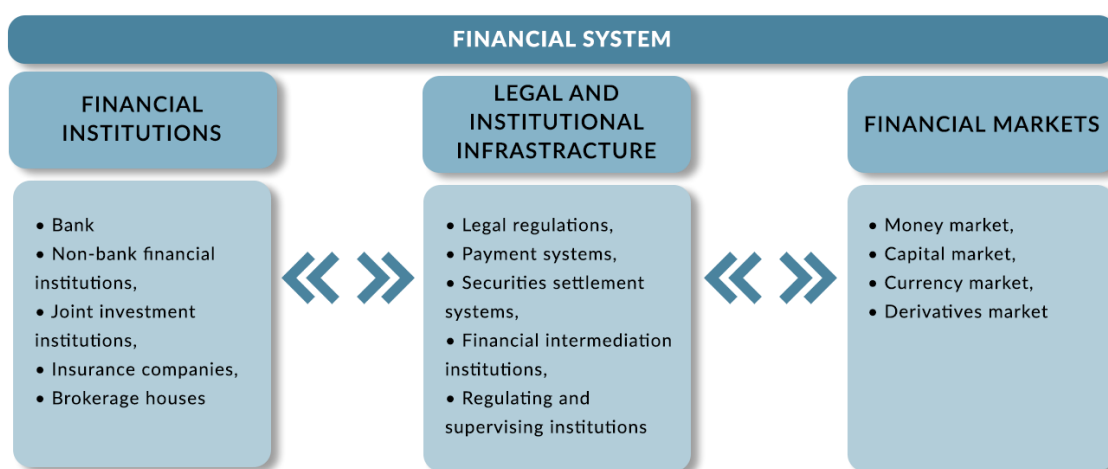 FINANCIAL SYSTEM
FINANCIAL
INSTITUTIONS
• Bank
• Non-bank financial
institutions,
• Joint investment
institutions,
• Insurance companies,
• Brokerage houses
LEGAL AND
INSTITUTIONAL
INFRASTRACTURE
• Legal regulations,
• Payment systems,
• Securities settlement
systems,
• Financial intermediation
institutions,
• Regulating and
supervising institutions
FINANCIAL MARKETS
• Money market,
• Capital market,
• Currency market,
• Derivatives market